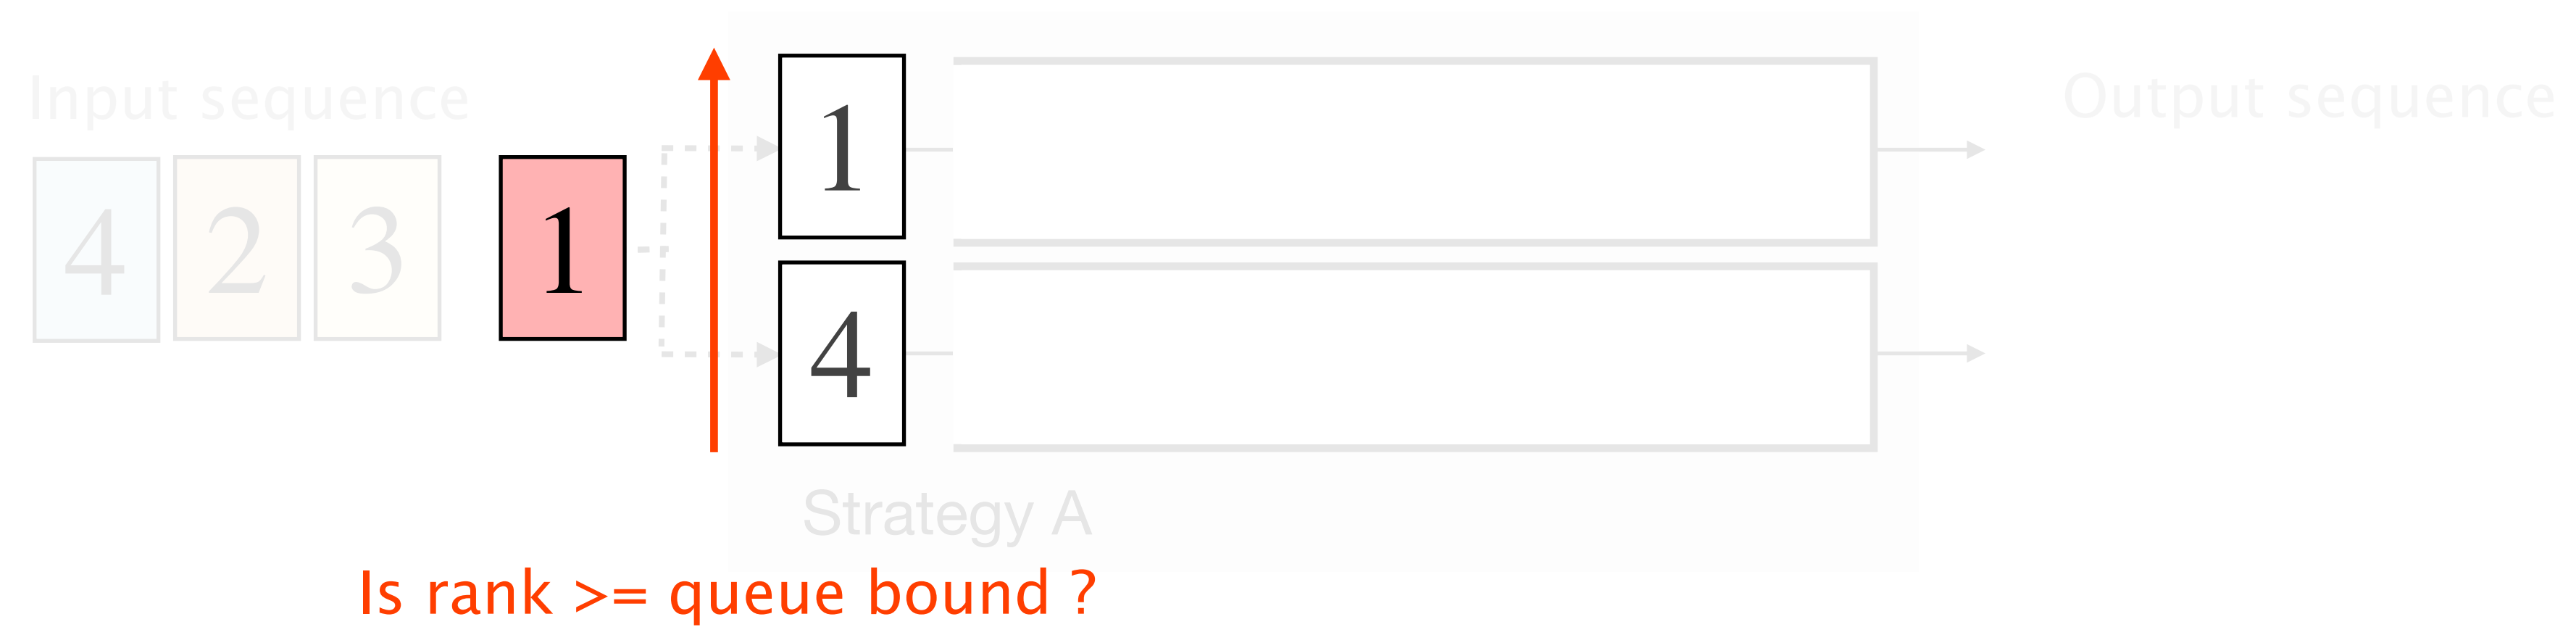 Input sequence
Output sequence
4 2 3 1
1
4
Strategy A
Is rank >= queue bound ?